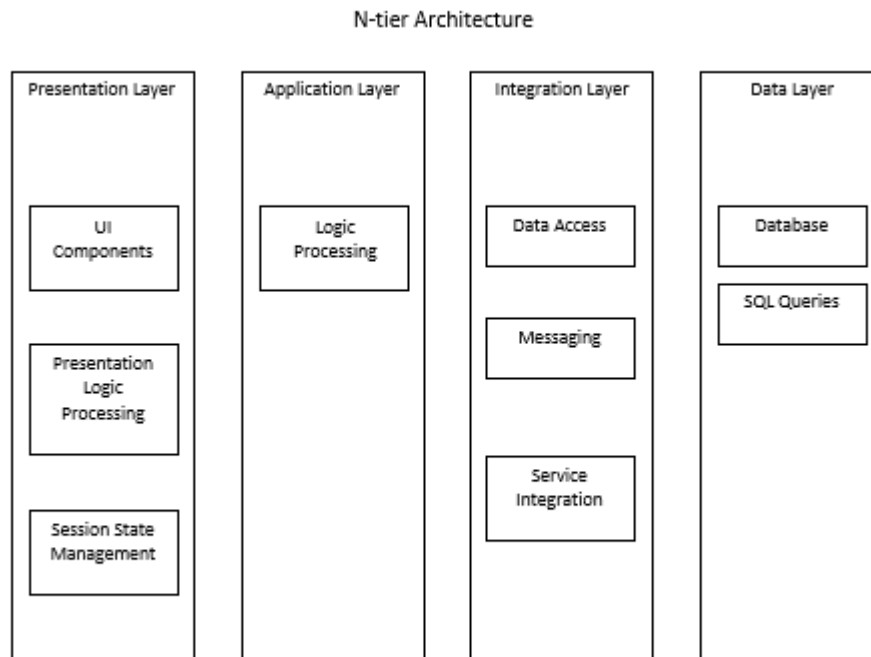 N-tier Architecture
Presentation Layer
UI
Components
Presentation
Logic
Processing
Session State
Management
Application Layer
Logic
Processing
Integration Layer
Data Access
Messaging
Service
Integration
Data Layer
Database
SQL Queries